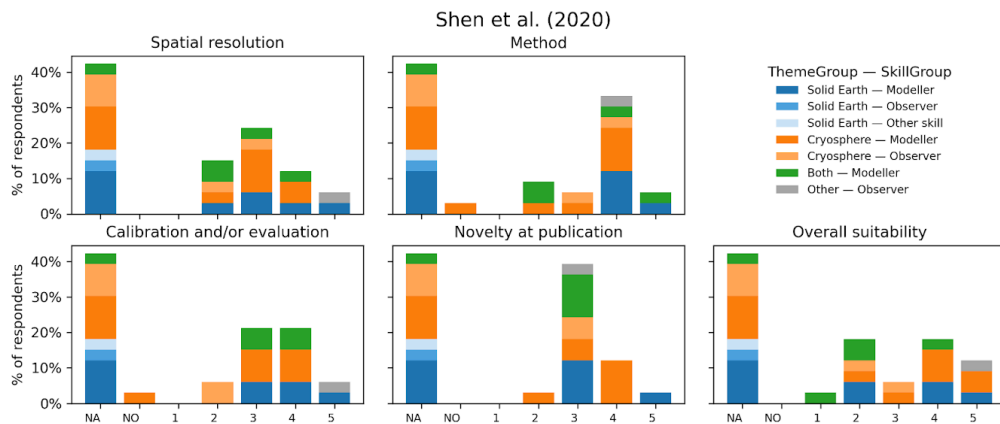 Shen et al. (2020)
Spatial resolution
Method
% of respondents
40%
30%
20%
10%
0%
ThemeGroup — SkillGroup
Solid Earth — Modeller
Solid Earth — Observer
Solid Earth — Other skill
Cryosphere — Modeller
Cryosphere — Observer
Both — Modeller
Other — Observer
Calibration and/or evaluation
Novelty at publication
Overall suitability
% of respondents
40%
30%
20%
10%
0%
NA NO 1 2 3 4 5
NA NO 1 2 3 4 5
NA NO 1 2 3 4 5